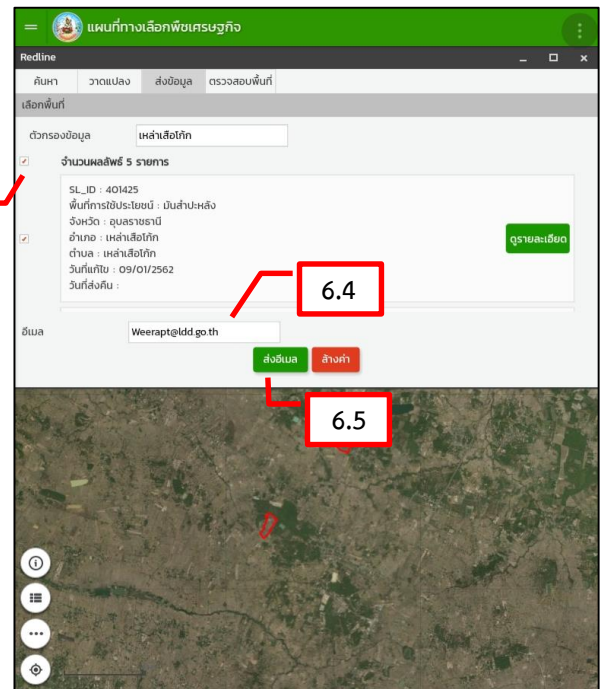 แผนที่ทางเลือกพืชเศรษฐกิจ
Redline
ค้นหา วาดแปลง ส่งข้อมูล ตรวจสอบพื้นที่
เลือกพื้นที่
ตัวกรองข้อมูล เหล่าเสือโก้ก
จำนวนผลลัพธ์ 5 รายการ
SL_ID : 401425
พื้นที่การใช้ประโยชน์ : มันสำปะหลัง
จังหวัด : อุบลราชธานี
อำเภอ : เหล่าเสือโก้ก
ดูรายละเอียด
ตำบล : เหล่าเสือโก้ก
วันที่แก้ไข : 09/01/2562
วันที่ส่งคืน :
6.4
อีเมล Weerapt@ldd.go.th
ส่งอีเมล ล้างค่า
6.5